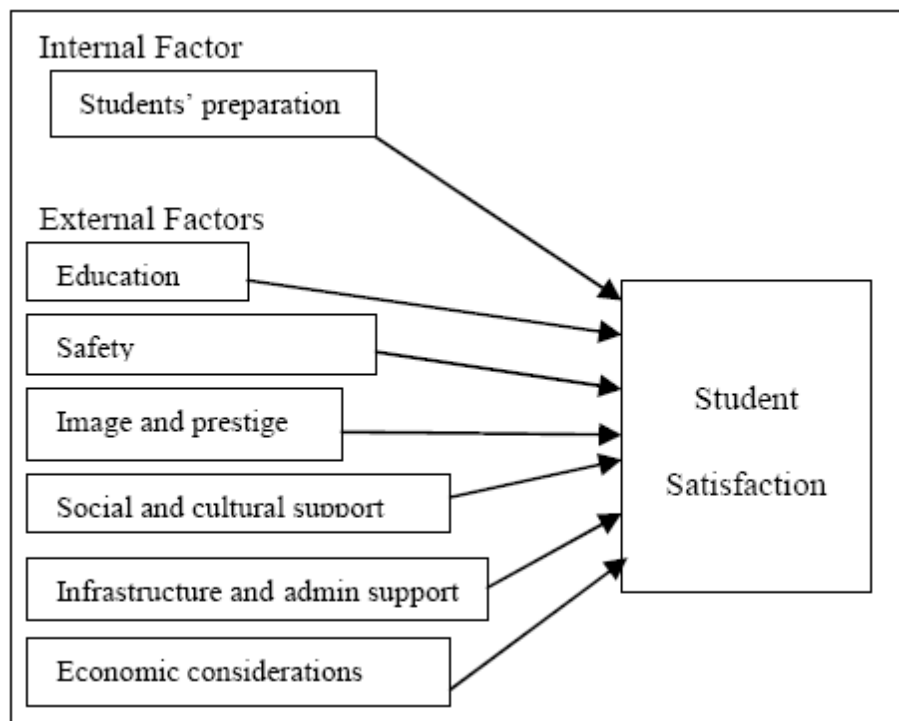 Internal Factor
Students’ preparation
External Factors
Education
Safety
Image and prestige
Social and cultural support
Infrastructure and admin support
Economic considerations
Student
Satisfaction